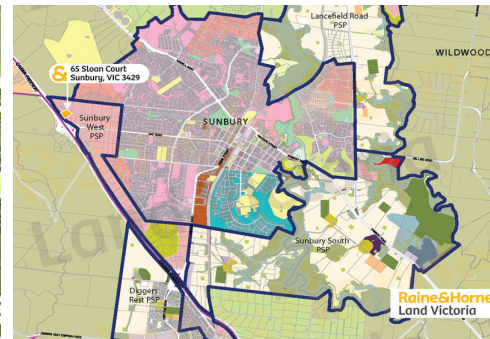 Lancefield Road
PSP
WILDWOOD
&
65 Sloan Court
Sunbury, VIC 3429
Sunbury
West
PSP
SUNBURY
Sunbury South
PSP
Diggers
Rest PSP
Raine&Horne
Land Victoria